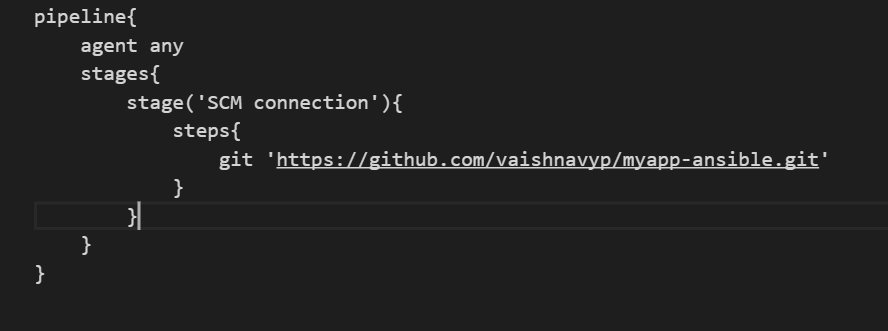 pipeline{
    agent any
    stages{
        stage('SCM connection'){
            steps{
                git 'https://github.com/vaishnavyp/myapp-ansible.git'
            }
        }
    }
}